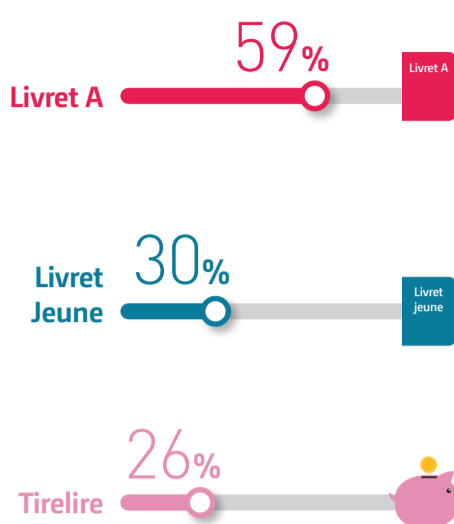 59%
Livret A
Livret A
30%
Livret
Jeune
Livret
jeune
26%
Tirelire